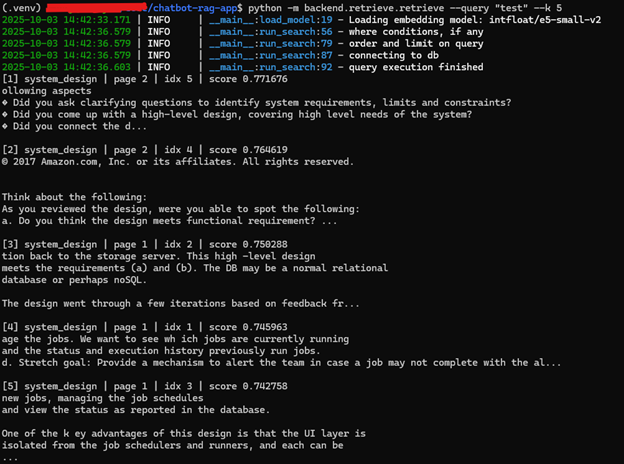 (.venv) /chatbot-rag-app$ python -m backend.retrieve.retrieve --query "test" --k 5
2025-10-03 14:42:33.171 | INFO     | __main__:load_model:19 - Loading embedding model: intfloat/e5-small-v2
2025-10-03 14:42:36.579 | INFO     | __main__:run_search:56 - where conditions, if any
2025-10-03 14:42:36.579 | INFO     | __main__:run_search:79 - order and limit on query
2025-10-03 14:42:36.579 | INFO     | __main__:run_search:87 - connecting to db
2025-10-03 14:42:36.603 | INFO     | __main__:run_search:92 - query execution finished
[1] system_design | page 2 | idx 5 | score 0.771676
ollowing aspects
� Did you ask clarifying questions to identify system requirements, limits and constraints?
� Did you come up with a high-level design, covering high level needs of the system?
� Did you connect the d...
[2] system_design | page 2 | idx 4 | score 0.764619
© 2017 Amazon.com, Inc. or its affiliates. All rights reserved.
Think about the following:
As you reviewed the design, were you able to spot the following:
a. Do you think the design meets functional requirement? ...
[3] system_design | page 1 | idx 2 | score 0.750288
tion back to the storage server. This high -level design
meets the requirements (a) and (b). The DB may be a normal relational
database or perhaps noSQL.
The design went through a few iterations based on feedback fr...
[4] system_design | page 1 | idx 1 | score 0.745963
age the jobs. We want to see wh ich jobs are currently running
and the status and execution history previously run jobs.
d. Stretch goal: Provide a mechanism to alert the team in case a job may not complete with the al...
[5] system_design | page 1 | idx 3 | score 0.742758
new jobs, managing the job schedules
and view the status as reported in the database.
One of the k ey advantages of this design is that the UI layer is
isolated from the job schedulers and runners, and each can be
...